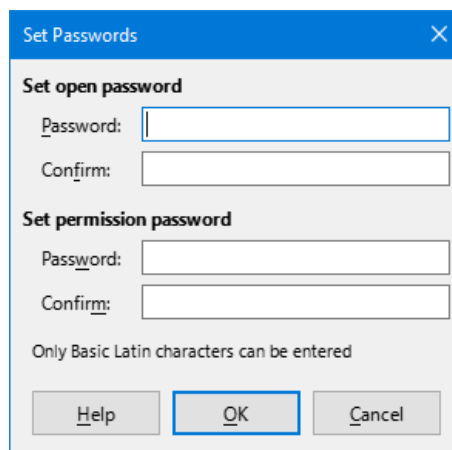 Set Passwords
Set open password
Password:
Confirm:
Set permission password
Password:
Confirm:
Only Basic Latin characters can be entered
Help OK Cancel